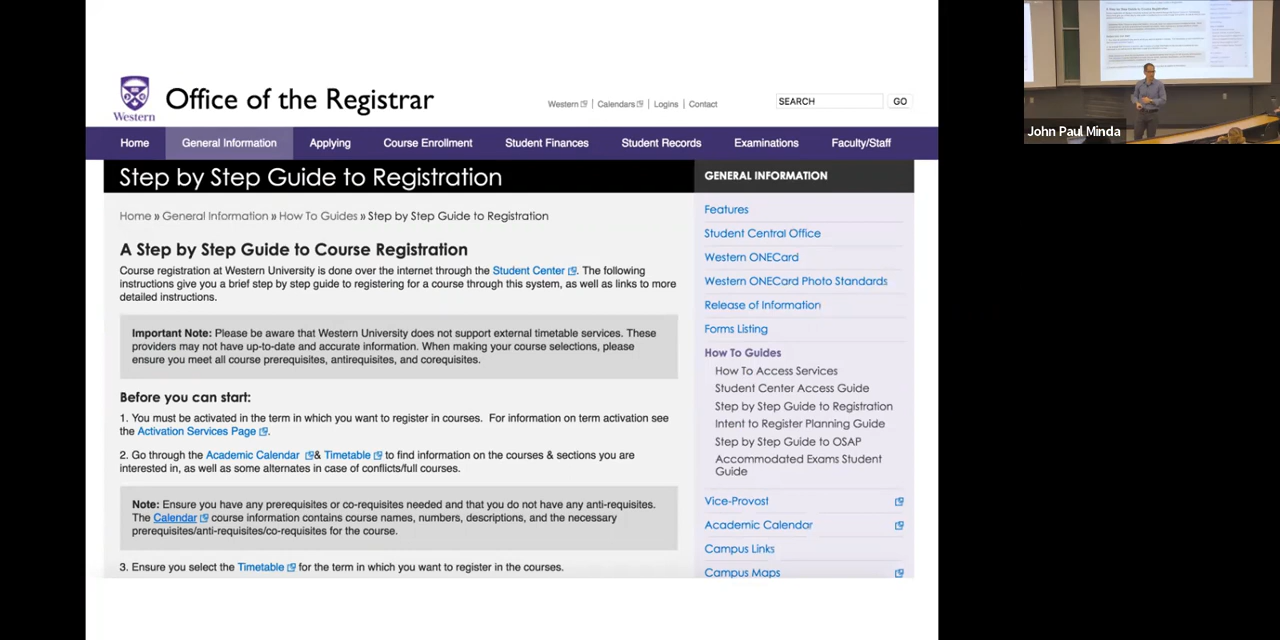 Western
Office of the Registrar
Western | Calendars | Logins | Contact
SEARCH
GO
Home
General Information
Applying
Course Enrollment
Student Finances
Student Records
Examinations
Faculty/Staff
Step by Step Guide to Registration
Home » General Information » How To Guides » Step by Step Guide to Registration
A Step by Step Guide to Course Registration
Course registration at Western University is done over the internet through the Student Center. The following
instructions give you a brief step by step guide to registering for a course through this system, as well as links to more
detailed instructions.
Important Note: Please be aware that Western University does not support external timetable services. These
providers may not have up-to-date and accurate information. When making your course selections, please
ensure you meet all course prerequisites, antirequisites, and corequisites.
Before you can start:
1. You must be activated in the term in which you want to register in courses. For information on term activation see
the Activation Services Page.
2. Go through the Academic Calendar & Timetable to find information on the courses & sections you are
interested in, as well as some alternates in case of conflicts/full courses.
Note: Ensure you have any prerequisites or co-requisites needed and that you do not have any anti-requisites.
The Calendar course information contains course names, numbers, descriptions, and the necessary
prerequisites/anti-requisites/co-requisites for the course.
3. Ensure you select the Timetable for the term in which you want to register in the courses.
GENERAL INFORMATION
Features
Student Central Office
Western ONECard
Western ONECard Photo Standards
Release of Information
Forms Listing
How To Guides
How To Access Services
Student Center Access Guide
Step by Step Guide to Registration
Intent to Register Planning Guide
Step by Step Guide to OSAP
Accommodated Exams Student
Guide
Vice-Provost
Academic Calendar
Campus Links
Campus Maps
John Paul Minda